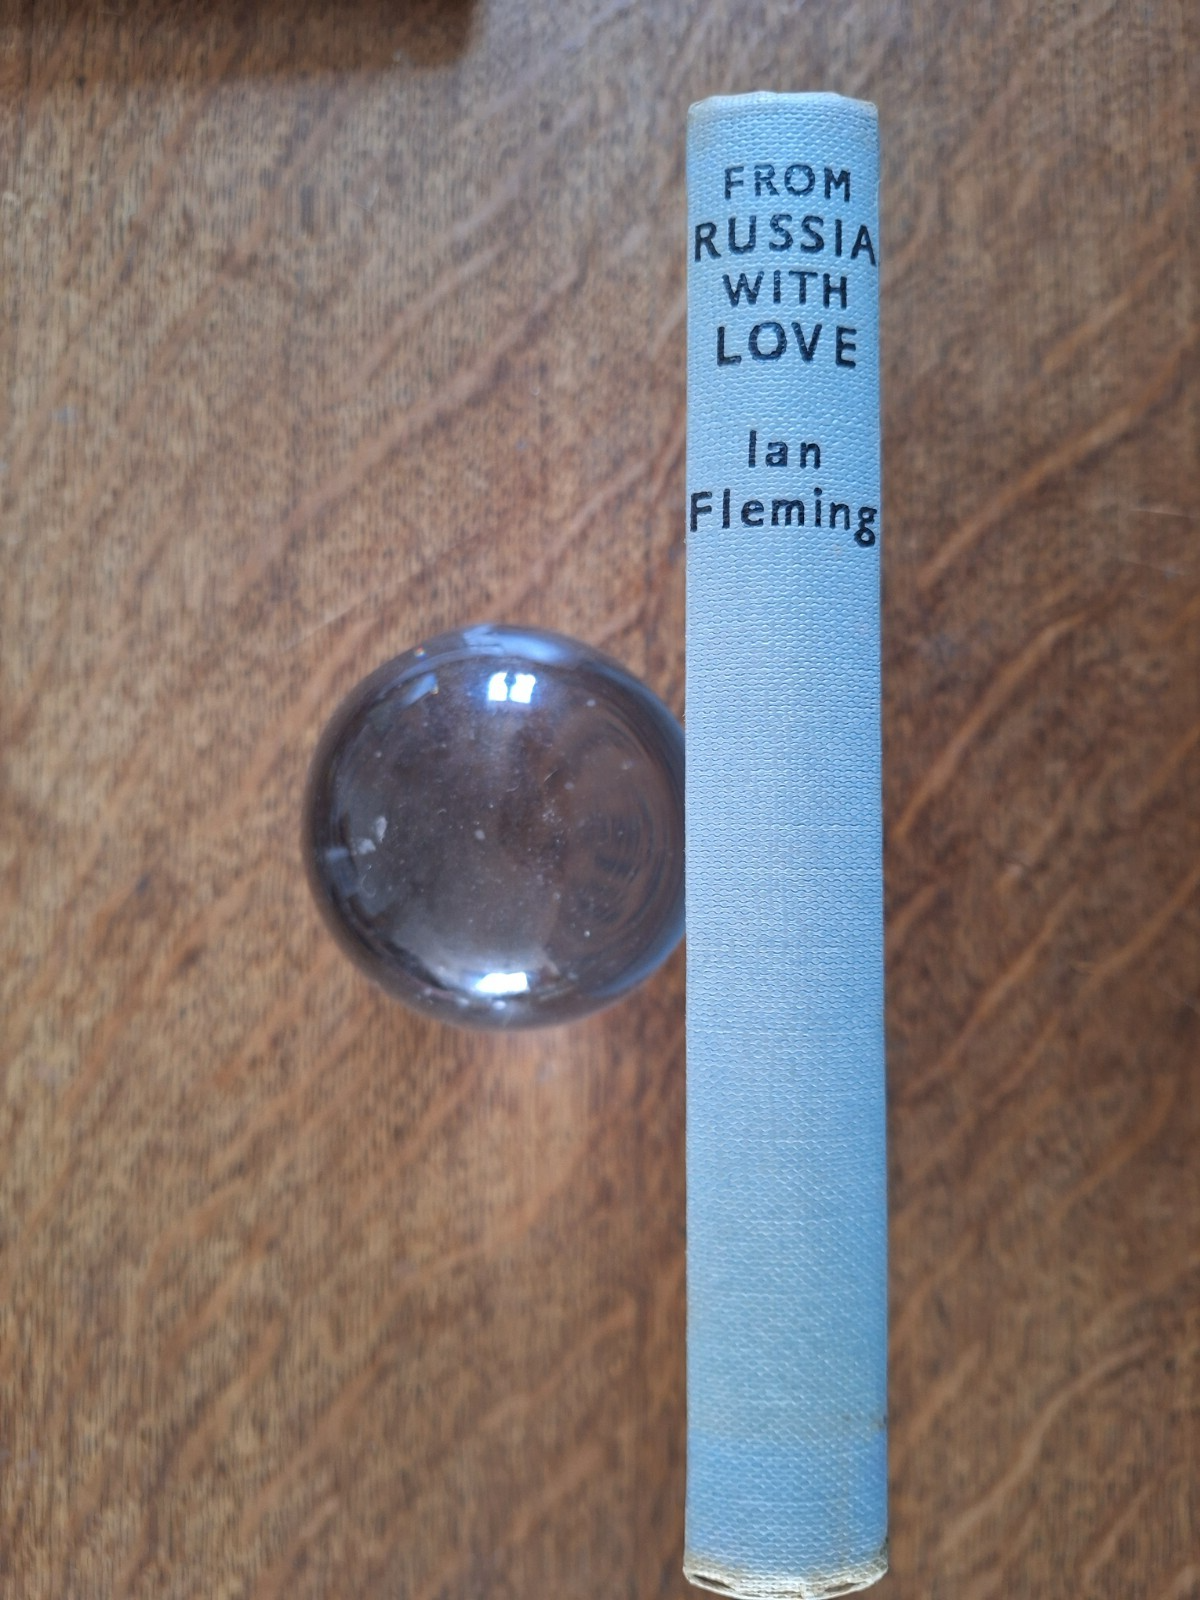 FROM
RUSSIA
WITH
LOVE
Ian
Fleming